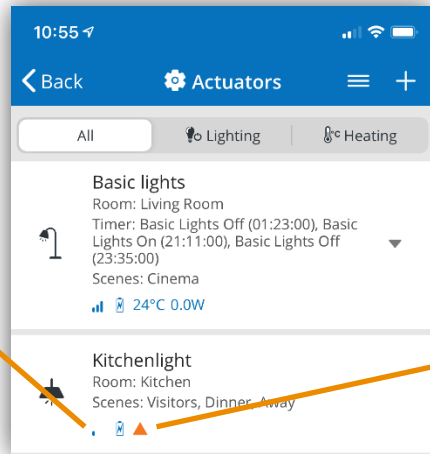 10:55
Back
Actuators
All
Lighting
°C Heating
Basic lights
Room: Living Room
Timer: Basic Lights Off (01:23:00), Basic
Lights On (21:11:00), Basic Lights Off
(23:35:00)
Scenes: Cinema
24°C 0.0W
Kitchenlight
Room: Kitchen
Scenes: Visitors, Dinner, Away